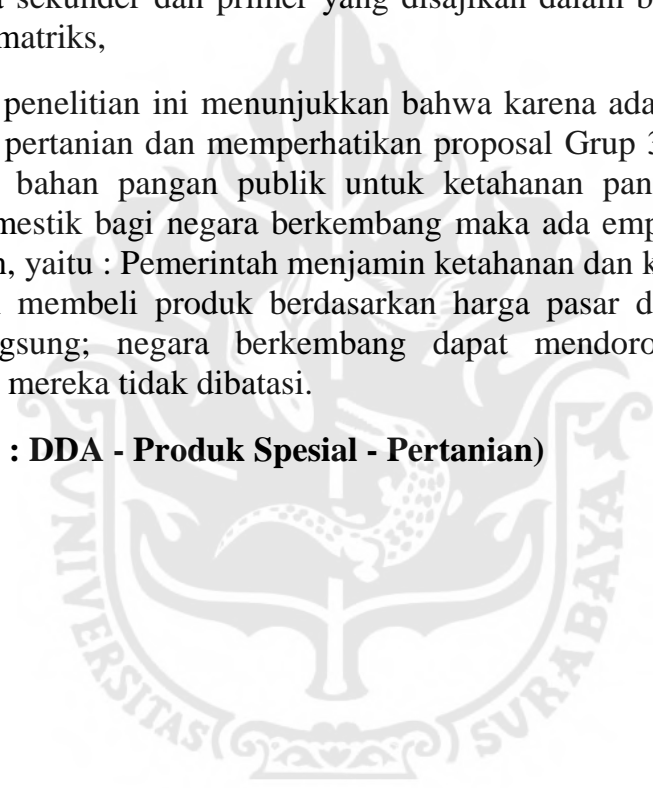 sekunder dan primer yang disajikan dalam
matriks,
penelitian ini menunjukkan bahwa karena ada
pertanian dan memperhatikan proposal Grup
bahan pangan publik untuk ketahanan pan
mestik bagi negara berkembang maka ada emp
, yaitu : Pemerintah menjamin ketahanan dan
membeli produk berdasarkan harga pasar d
gsung; negara berkembang dapat mendoro
mereka tidak dibatasi.
: DDA - Produk Spesial - Pertanian)
UNIVERSITAS SURABAYA